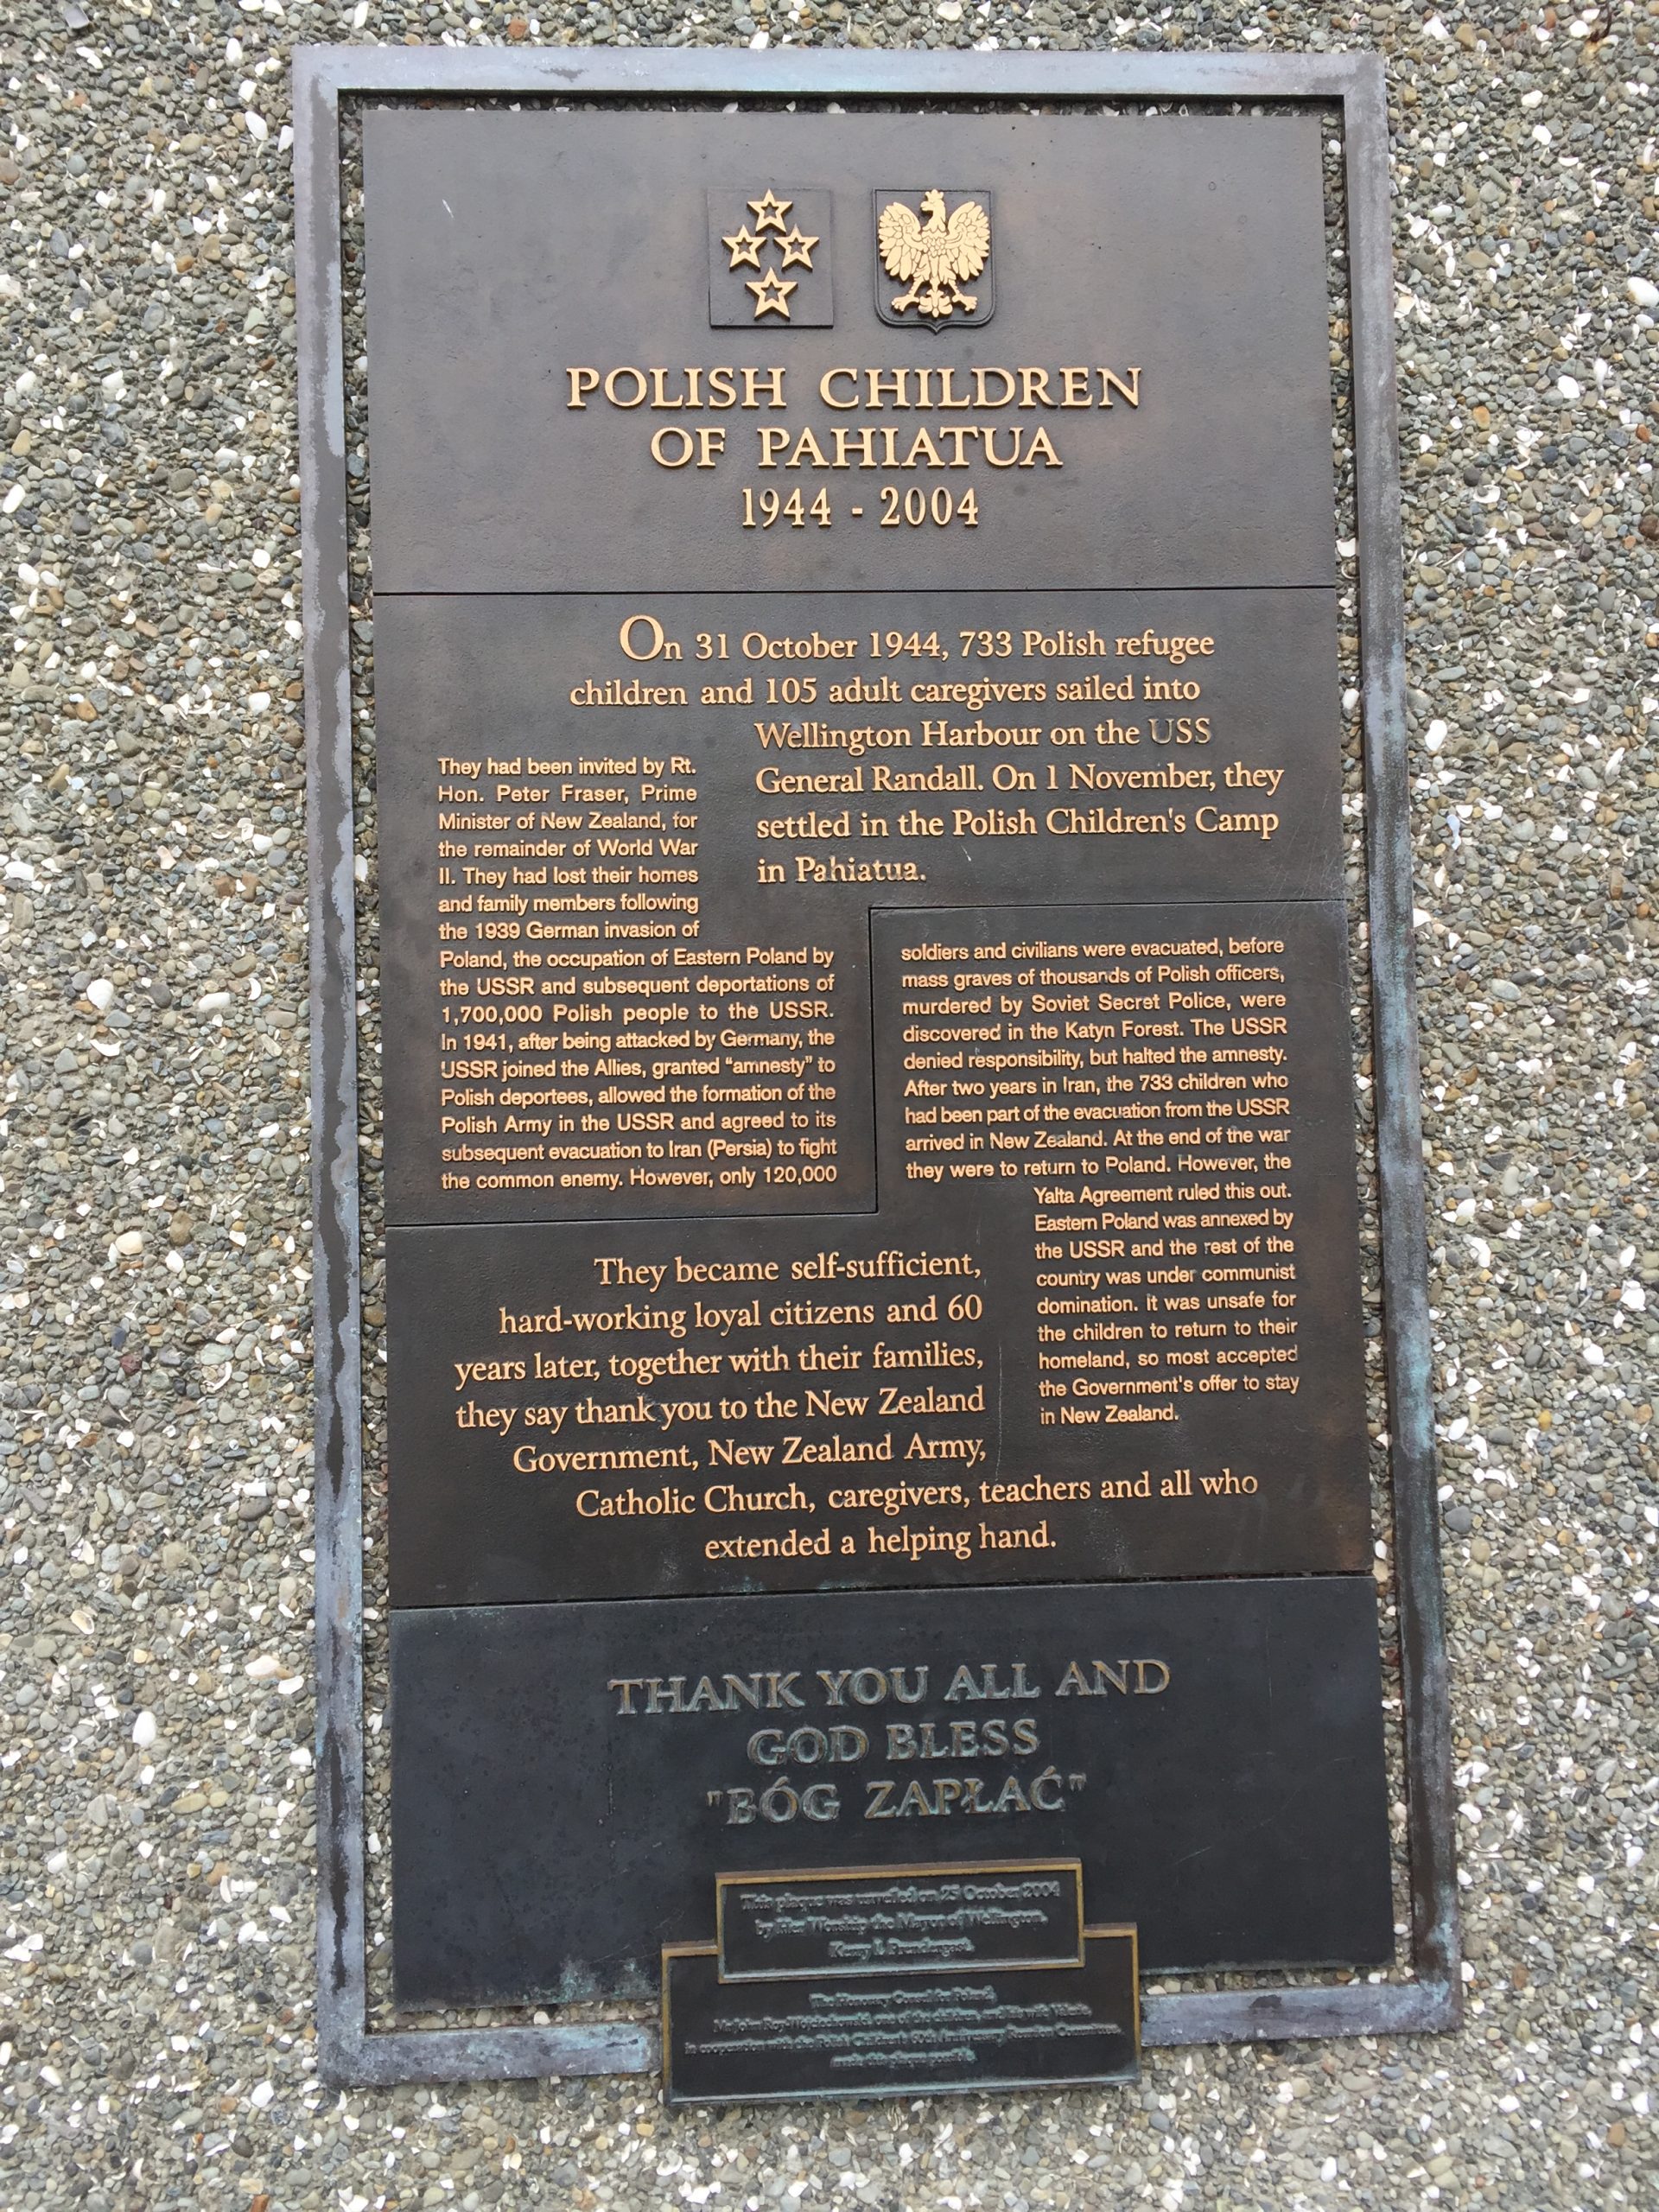 POLISH CHILDREN
OF PAHIATUA
1944 - 2004
On 31 October 1944, 733 Polish refugee
children and 105 adult caregivers sailed into
Wellington Harbour on the USS
General Randall. On 1 November, they
settled in the Polish Children's Camp
in Pahiatua.
They had been invited by Rt.
Hon. Peter Fraser, Prime
Minister of New Zealand, for
the remainder of World War
II. They had lost their homes
and family members following
the 1939 German invasion of
Poland, the occupation of Eastern Poland by
the USSR and subsequent deportations of
1,700,000 Polish people to the USSR.
In 1941, after being attacked by Germany, the
USSR joined the Allies, granted "amnesty" to
Polish deportees, allowed the formation of the
Polish Army in the USSR and agreed to its
subsequent evacuation to Iran (Persia) to fight
the common enemy. However, only 120,000
soldiers and civilians were evacuated, before
mass graves of thousands of Polish officers,
murdered by Soviet Secret Police, were
discovered in the Katyn Forest. The USSR
denied responsibility, but halted the amnesty.
After two years in Iran, the 733 children who
had been part of the evacuation from the USSR
arrived in New Zealand. At the end of the war
they were to return to Poland. However, the
Yalta Agreement ruled this out.
Eastern Poland was annexed by
the USSR and the rest of the
country was under communist
domination. It was unsafe for
the children to return to their
homeland, so most accepted
the Government's offer to stay
in New Zealand.
They became self-sufficient,
hard-working loyal citizens and 60
years later, together with their families,
they say thank you to the New Zealand
Government, New Zealand Army,
Catholic Church, caregivers, teachers and all who
extended a helping hand.
THANK YOU ALL AND
GOD BLESS
"BÓG ZAPŁAĆ"
This plaque was unveiled on 25 October 2004
by Her Worship the Mayor of Wellington,
Kerry Prendergast
The Honorary Consul for Poland
made this plaque possible